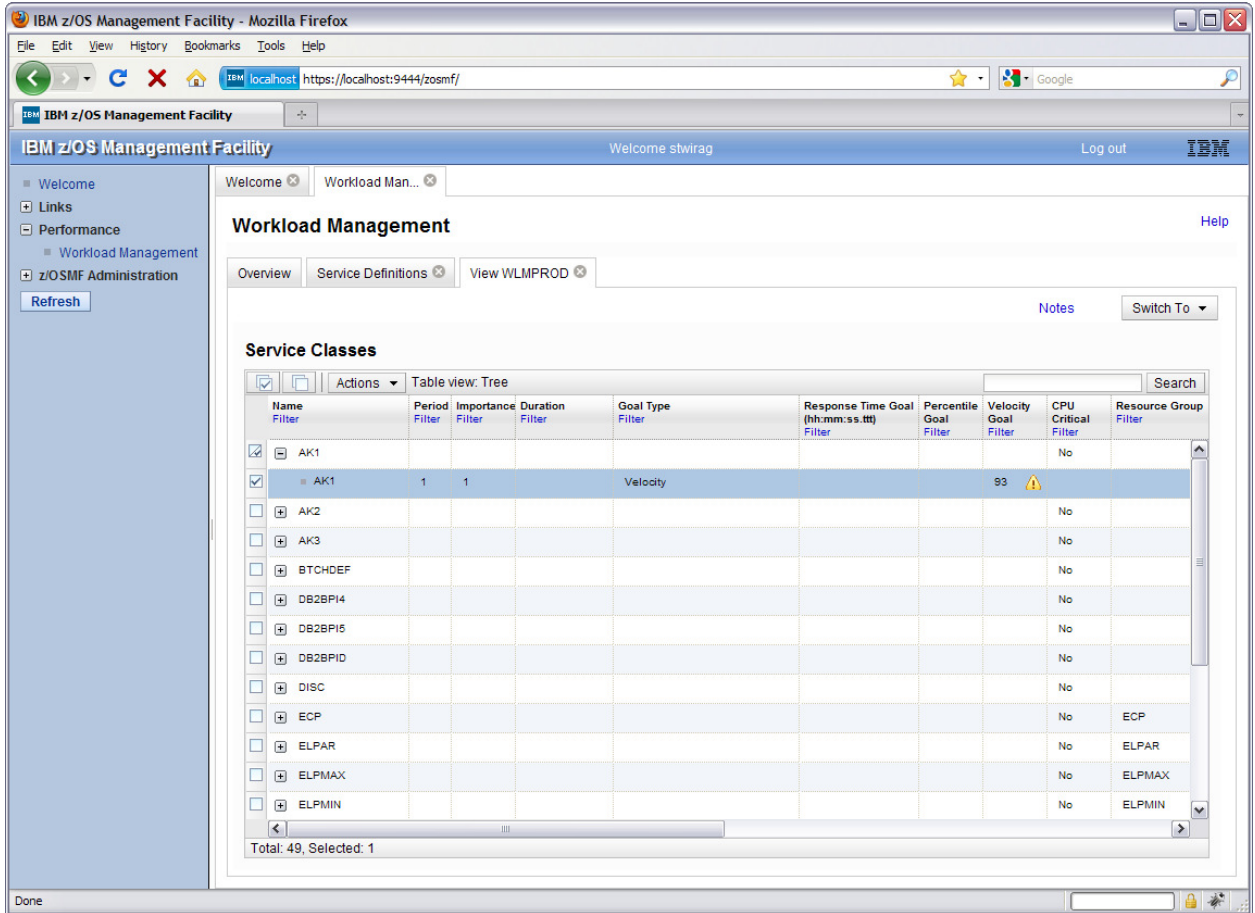 IBM z/OS Management Facility - Mozilla Firefox
File Edit View History Bookmarks Tools Help
IBM localhost https://localhost:9444/zosmf/ Google
IBM IBM z/OS Management Facility
IBM z/OS Management Facility Welcome stwirag Log out IBM
Welcome
Links
Performance
Workload Management
z/OSMF Administration
Refresh
Welcome Workload Man...
Workload Management Help
Overview Service Definitions View WLMPROD
Notes Switch To
Service Classes
Actions Table view: Tree Search
Name Period Importance Duration Goal Type Response Time Goal Percentile Velocity CPU Resource Group
Filter Filter Filter Filter Filter (hh:mm:ss.ttt) Goal Goal Critical Filter
Filter Filter Filter Filter
AK1 No
AK1 1 1 Velocity 93
AK2 No
AK3 No
BTCHDEF No
DB2BPI4 No
DB2BPI5 No
DB2BPID No
DISC No
ECP No ECP
ELPAR No ELPAR
ELPMAX No ELPMAX
ELPMIN No ELPMIN
Total: 49, Selected: 1
Done